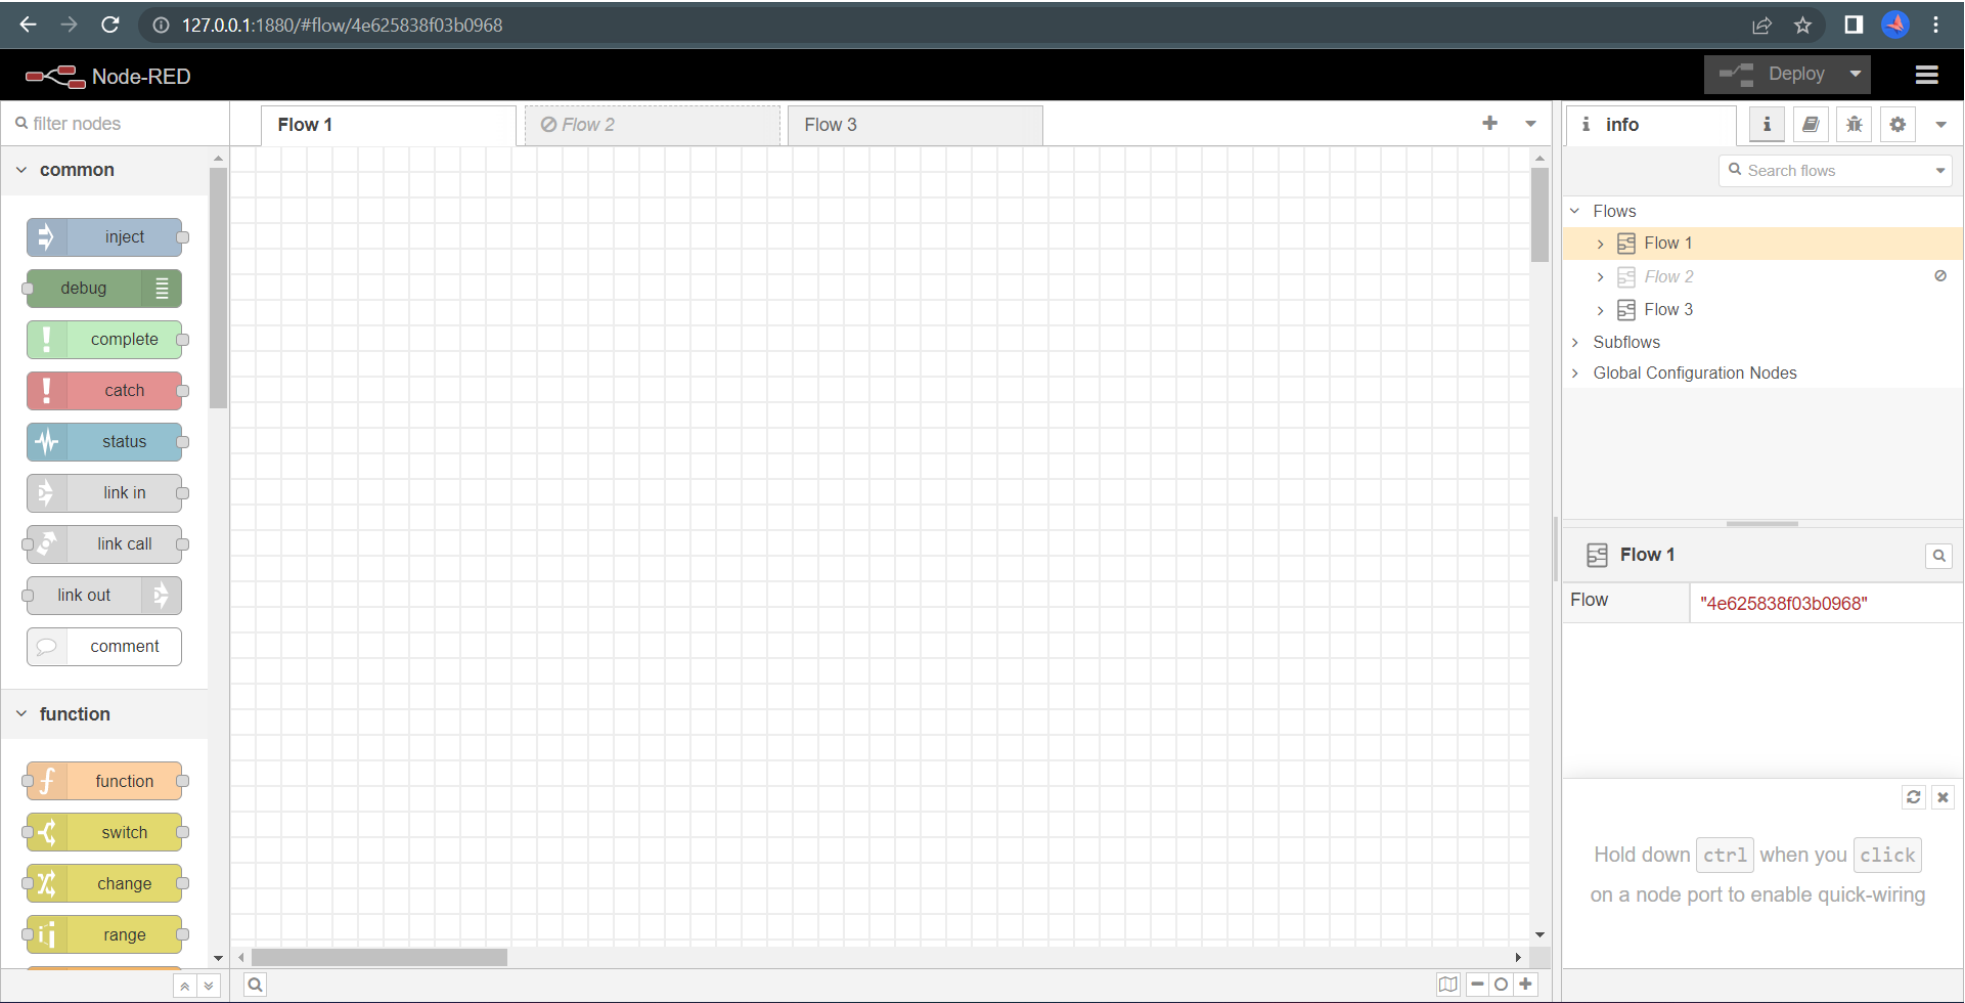 127.0.0.1:1880/#flow/4e625838f03b0968
Node-RED
Deploy
filter nodes
Flow 1
Flow 2
Flow 3
info
common
Search flows
inject
debug
complete
catch
status
link in
link call
link out
comment
function
function
switch
change
range
Flows
Flow 1
Flow 2
Flow 3
Subflows
Global Configuration Nodes
Flow 1
Flow
"4e625838f03b0968"
Hold down ctrl when you click
on a node port to enable quick-wiring